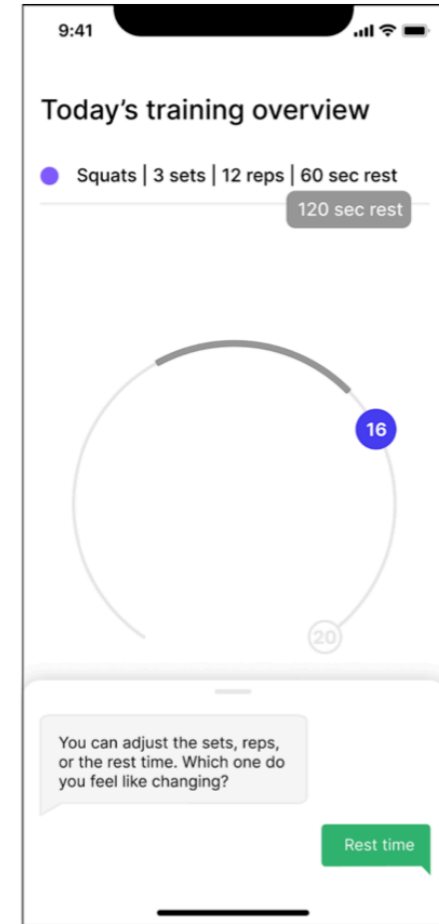 9:41
Today’s training overview
Squats | 3 sets | 12 reps | 60 sec rest
120 sec rest
16
20
You can adjust the sets, reps,
or the rest time. Which one do
you feel like changing?
Rest time